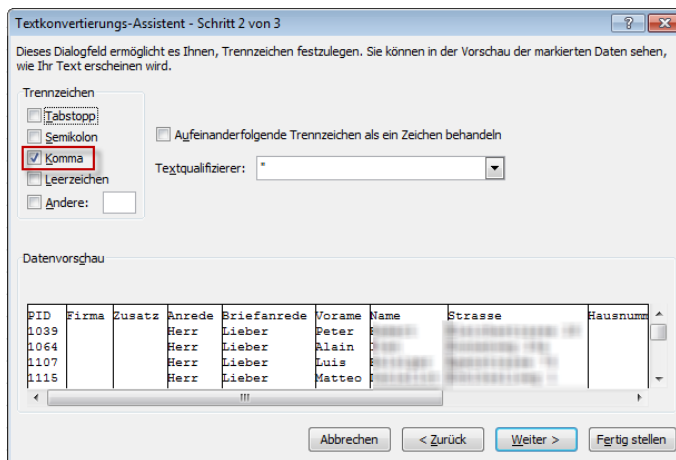 Textkonvertierungs-Assistent - Schritt 2 von 3
Dieses Dialogfeld ermöglicht es Ihnen, Trennzeichen festzulegen. Sie können in der Vorschau der markierten Daten sehen,
wie Ihr Text erscheinen wird.
Trennzeichen
Tabstopp
Semikolon
Komma
Leerzeichen
Andere:
Aufeinanderfolgende Trennzeichen als ein Zeichen behandeln
Textqualifizierer: "
Datenvorschau
PID Firma Zusatz Anrede Briefanrede Vorame Name Strasse Hausnumm
1039 Herr Lieber Peter
1064 Herr Lieber Alain
1107 Herr Lieber Luis
1115 Herr Lieber Matteo
Abbrechen < Zurück Weiter > Fertig stellen